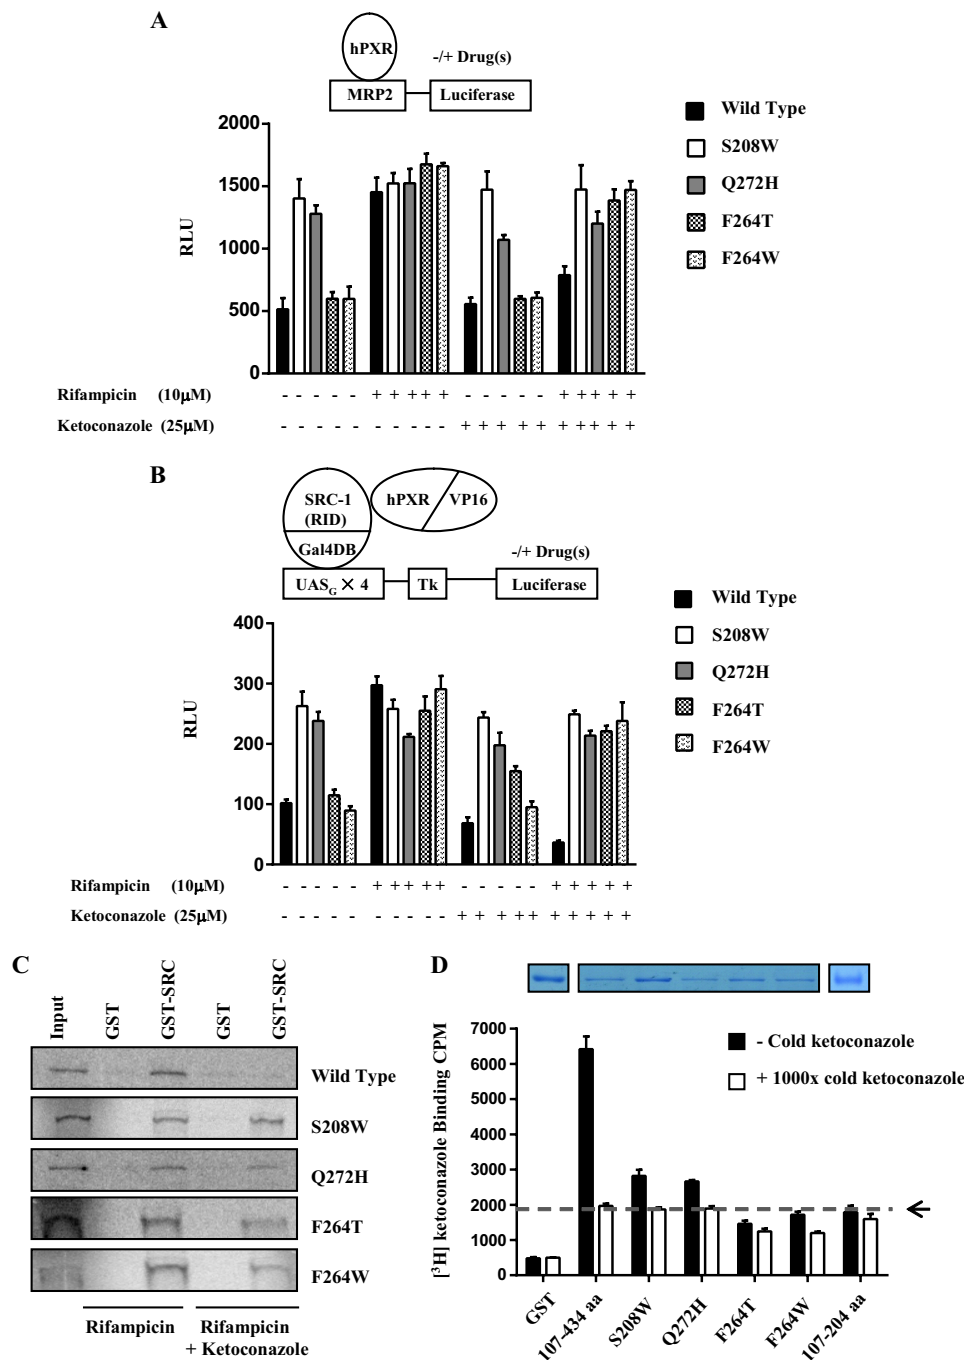 A
hPXR
-/+ Drug(s)
MRP2
Luciferase
Wild Type
S208W
Q272H
F264T
F264W
2000
1500
1000
500
0
RLU
Rifampicin (10μM) - - - - - + + + + + - - - - - + + + + +
Ketoconazole (25μM) - - - - - - - - - - + + + + + + + + + +
B
SRC-1
(RID)
Gal4DB
hPXR
VP16
-/+ Drug(s)
UASG × 4
Tk
Luciferase
Wild Type
S208W
Q272H
F264T
F264W
400
300
200
100
0
RLU
Rifampicin (10μM) - - - - - + + + + + - - - - - + + + + +
Ketoconazole (25μM) - - - - - - - - - - + + + + + + + + + +
C
Input
GST
GST-SRC
GST
GST-SRC
Wild Type
S208W
Q272H
F264T
F264W
Rifampicin
Rifampicin
+ Ketoconazole
D
7000
6000
5000
4000
3000
2000
1000
0
[3H] ketoconazole Binding CPM
- Cold ketoconazole
+ 1000x cold ketoconazole
GST
107-434 aa
S208W
Q272H
F264T
F264W
107-204 aa